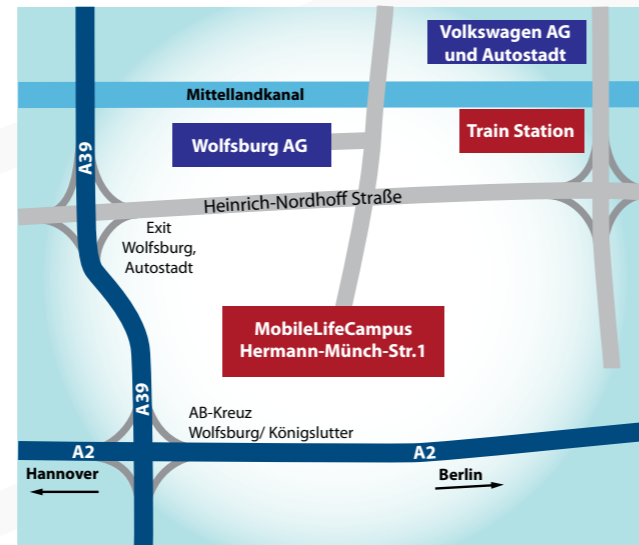 Volkswagen AG
und Autostadt
Mittellandkanal
Train Station
Wolfsburg AG
A39
Heinrich-Nordhoff Straße
Exit
Wolfsburg,
Autostadt
MobileLifeCampus
Hermann-Münch-Str.1
A39
AB-Kreuz
Wolfsburg/ Königslutter
A2
A2
Hannover
Berlin